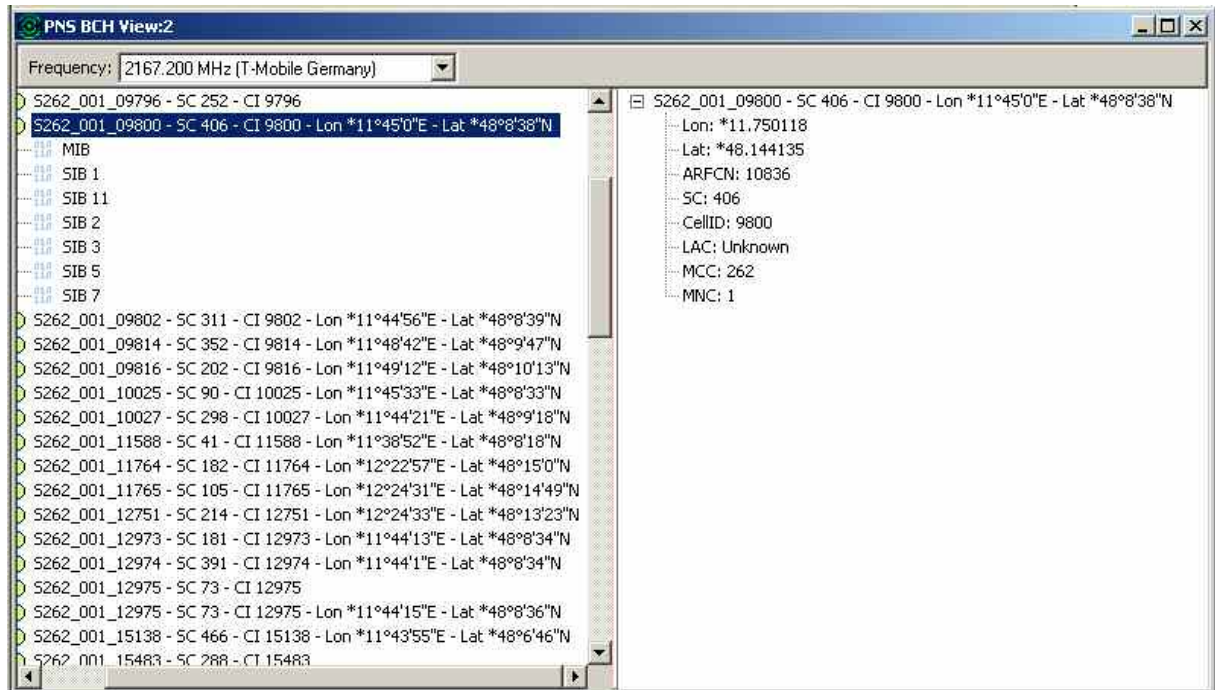 PNS BCH View:2
Frequency: 2167.200 MHz (T-Mobile Germany)
S262_001_09796 - SC 252 - CI 9796
S262_001_09800 - SC 406 - CI 9800 - Lon *11°45'0"E - Lat *48°8'38"N
MIB
SIB 1
SIB 11
SIB 2
SIB 3
SIB 5
SIB 7
S262_001_09802 - SC 311 - CI 9802 - Lon *11°44'56"E - Lat *48°8'39"N
S262_001_09814 - SC 352 - CI 9814 - Lon *11°48'42"E - Lat *48°9'47"N
S262_001_09816 - SC 202 - CI 9816 - Lon *11°49'12"E - Lat *48°10'13"N
S262_001_10025 - SC 90 - CI 10025 - Lon *11°45'33"E - Lat *48°8'33"N
S262_001_10027 - SC 298 - CI 10027 - Lon *11°44'21"E - Lat *48°9'18"N
S262_001_11588 - SC 41 - CI 11588 - Lon *11°38'52"E - Lat *48°8'18"N
S262_001_11764 - SC 182 - CI 11764 - Lon *12°22'57"E - Lat *48°15'0"N
S262_001_11765 - SC 105 - CI 11765 - Lon *12°24'31"E - Lat *48°14'49"N
S262_001_12751 - SC 214 - CI 12751 - Lon *12°24'33"E - Lat *48°13'23"N
S262_001_12973 - SC 181 - CI 12973 - Lon *11°44'13"E - Lat *48°8'34"N
S262_001_12974 - SC 391 - CI 12974 - Lon *11°44'1"E - Lat *48°8'34"N
S262_001_12975 - SC 73 - CI 12975
S262_001_12975 - SC 73 - CI 12975 - Lon *11°44'15"E - Lat *48°8'36"N
S262_001_15138 - SC 466 - CI 15138 - Lon *11°43'55"E - Lat *48°6'46"N
S262_001_15483 - SC 288 - CI 15483
S262_001_09800 - SC 406 - CI 9800 - Lon *11°45'0"E - Lat *48°8'38"N
Lon: *11.750118
Lat: *48.144135
ARFCN: 10836
SC: 406
CellID: 9800
LAC: Unknown
MCC: 262
MNC: 1